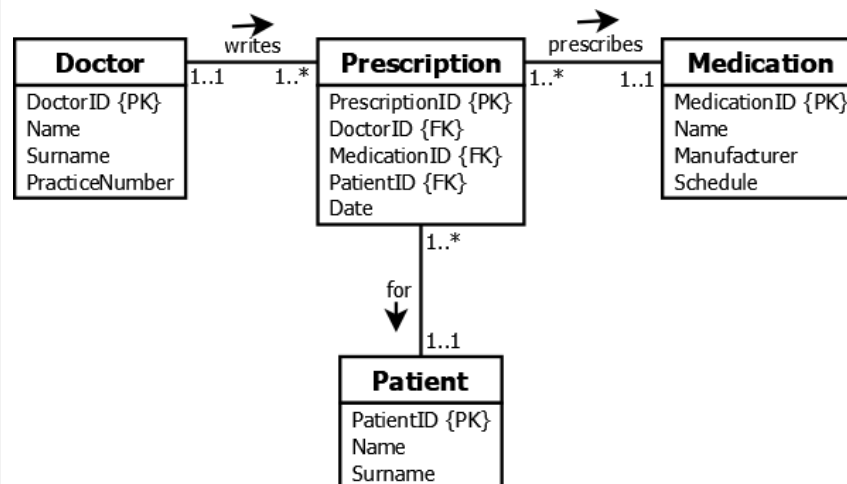 writes
prescribes
Doctor
DoctorID {PK}
Name
Surname
PracticeNumber
1..1
1..*
Prescription
PrescriptionID {PK}
DoctorID {FK}
MedicationID {FK}
PatientID {FK}
Date
1..*
1..1
Medication
MedicationID {PK}
Name
Manufacturer
Schedule
1..*
for
1..1
Patient
PatientID {PK}
Name
Surname